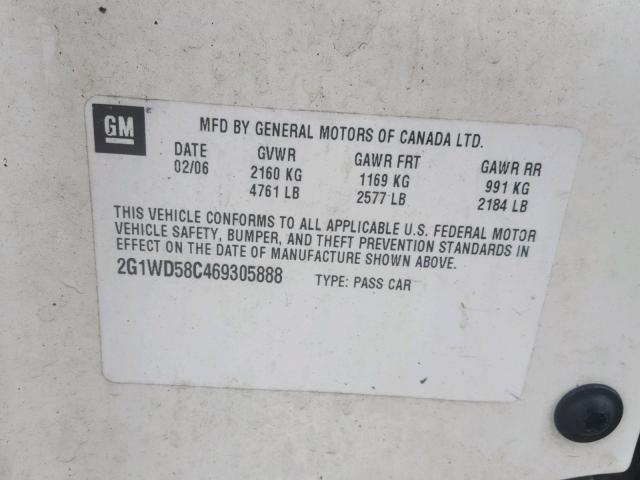 GM
MFD BY GENERAL MOTORS OF CANADA LTD.
DATE GVWR GAWR FRT GAWR RR
02/06 2160 KG 1169 KG 991 KG
4761 LB 2577 LB 2184 LB
THIS VEHICLE CONFORMS TO ALL APPLICABLE U.S. FEDERAL MOTOR
VEHICLE SAFETY, BUMPER, AND THEFT PREVENTION STANDARDS IN
EFFECT ON THE DATE OF MANUFACTURE SHOWN ABOVE.
2G1WD58C469305888 TYPE: PASS CAR